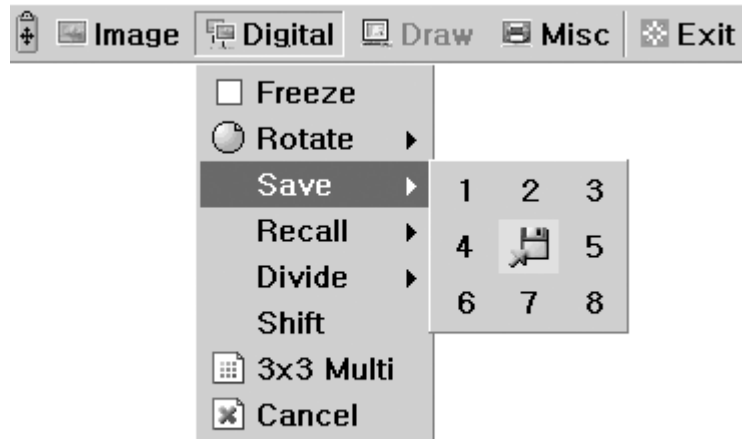 Image Digital Draw Misc Exit
Freeze
Rotate
Save
1 2 3
Recall
4 5
Divide
6 7 8
Shift
3x3 Multi
Cancel